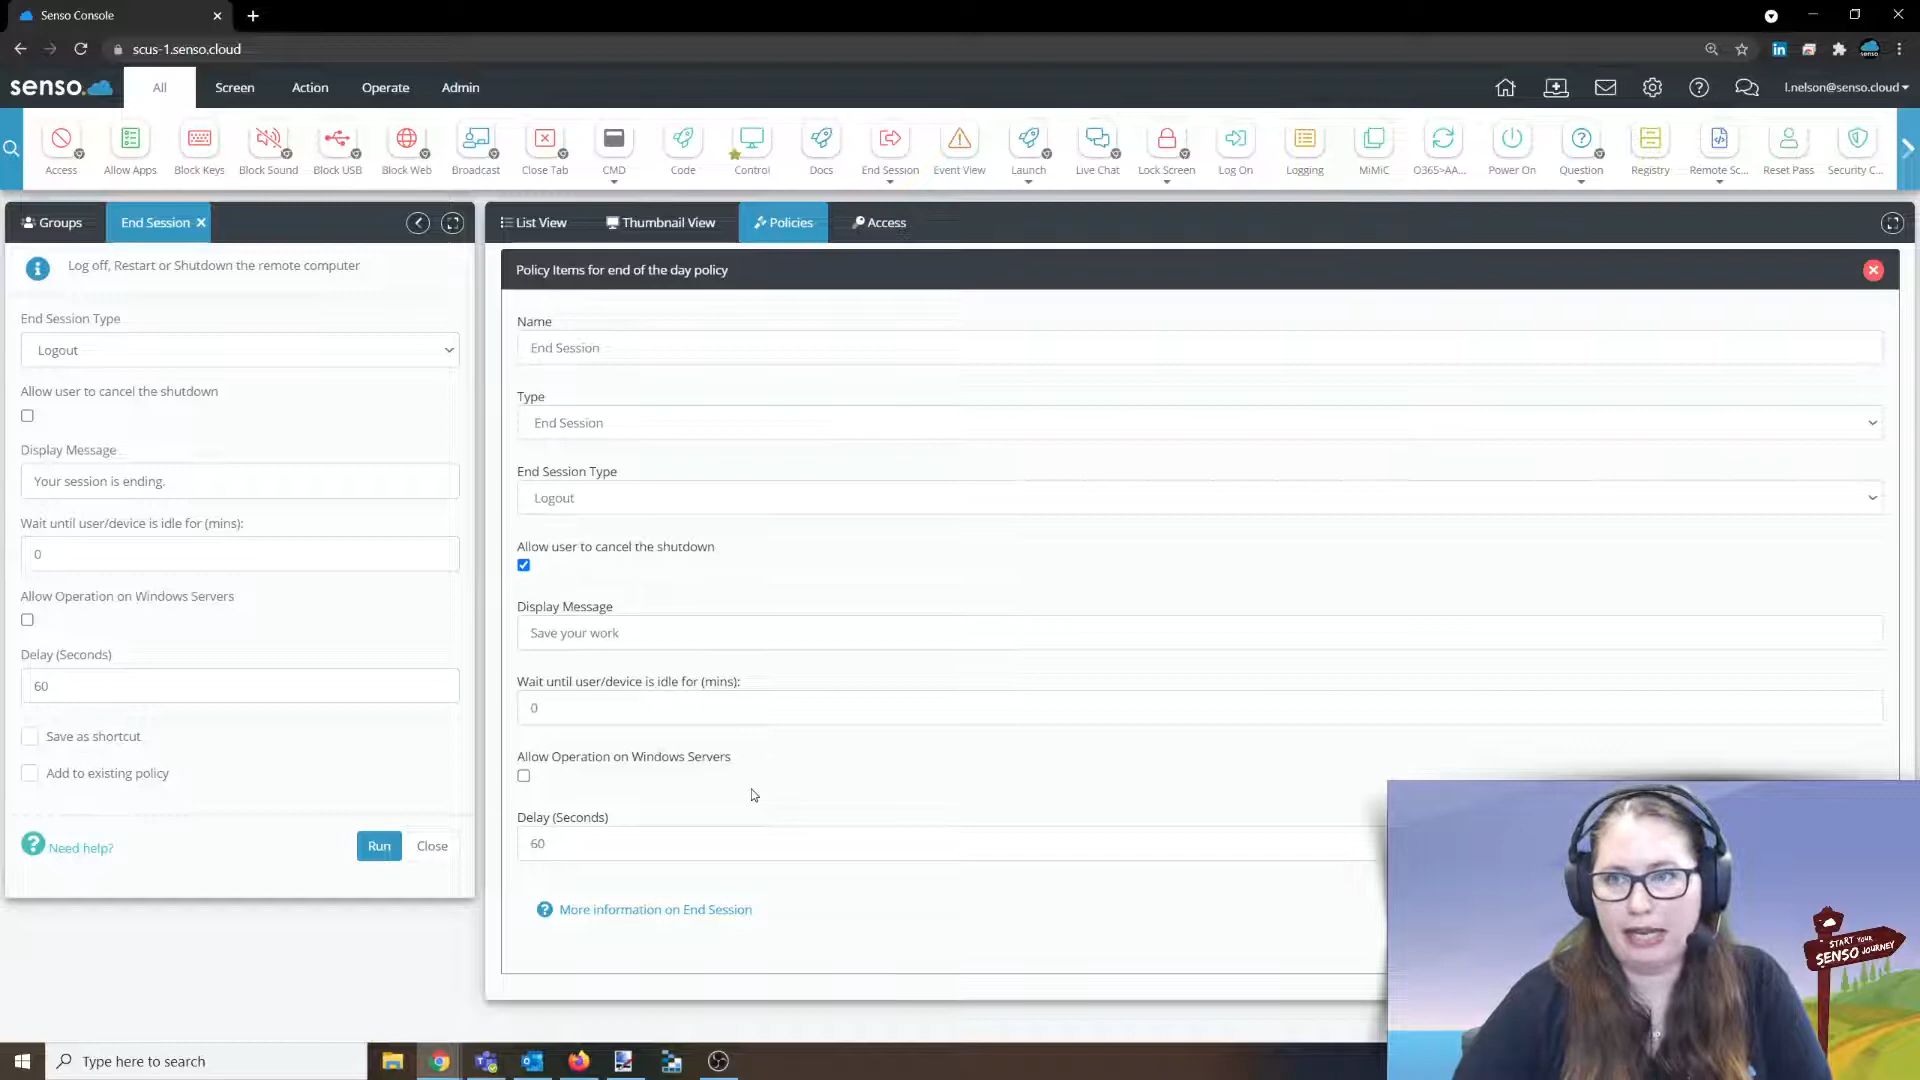 Senso Console
scus-1.senso.cloud
senso.
All
Screen
Action
Operate
Admin
l.nelson@senso.cloud
Access
Allow Apps
Block Keys
Block Sound
Block USB
Block Web
Broadcast
Close Tab
CMD
Code
Control
Docs
End Session
Event View
Launch
Live Chat
Lock Screen
Log On
Logging
MiMiC
O365>AA...
Power On
Question
Registry
Remote Sc...
Reset Pass
Security C...
Groups
End Session
Log off, Restart or Shutdown the remote computer
End Session Type
Logout
Allow user to cancel the shutdown
Display Message
Your session is ending.
Wait until user/device is idle for (mins):
0
Allow Operation on Windows Servers
Delay (Seconds)
60
Save as shortcut
Add to existing policy
Need help?
Run
Close
List View
Thumbnail View
Policies
Access
Policy Items for end of the day policy
Name
End Session
Type
End Session
End Session Type
Logout
Allow user to cancel the shutdown
Display Message
Save your work
Wait until user/device is idle for (mins):
0
Allow Operation on Windows Servers
Delay (Seconds)
60
More information on End Session
START YOUR
SENSO JOURNEY
Type here to search